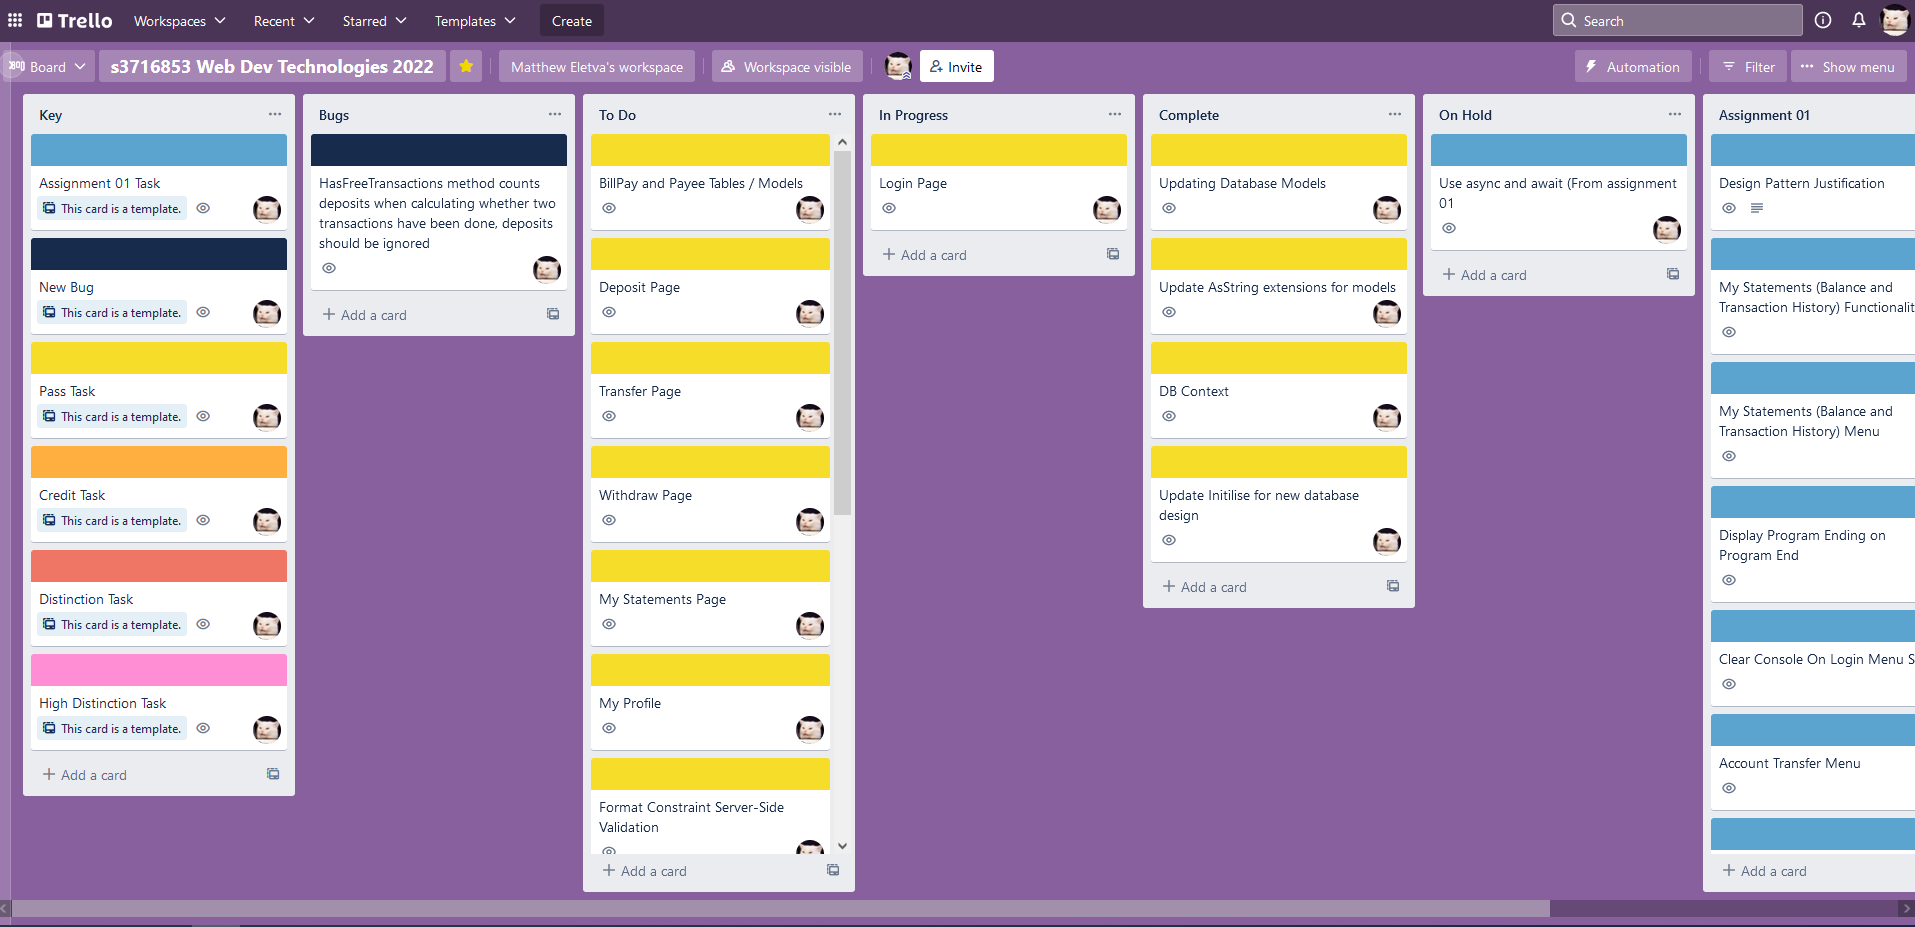 Trello Workspaces Recent Starred Templates Create Search
Board s3716853 Web Dev Technologies 2022 Matthew Eletva's workspace Workspace visible Invite Automation Filter ··· Show menu
Key
Assignment 01 Task
This card is a template.
New Bug
This card is a template.
Pass Task
This card is a template.
Credit Task
This card is a template.
Distinction Task
This card is a template.
High Distinction Task
This card is a template.
+ Add a card
Bugs
HasFreeTransactions method counts
deposits when calculating whether two
transactions have been done, deposits
should be ignored
+ Add a card
To Do
BillPay and Payee Tables / Models
Deposit Page
Transfer Page
Withdraw Page
My Statements Page
My Profile
Format Constraint Server-Side
Validation
+ Add a card
In Progress
Login Page
+ Add a card
Complete
Updating Database Models
Update AsString extensions for models
DB Context
Update Initilise for new database
design
+ Add a card
On Hold
Use async and await (From assignment
01
+ Add a card
Assignment 01
Design Pattern Justification
My Statements (Balance and
Transaction History) Functionalit
My Statements (Balance and
Transaction History) Menu
Display Program Ending on
Program End
Clear Console On Login Menu S
Account Transfer Menu
+ Add a card